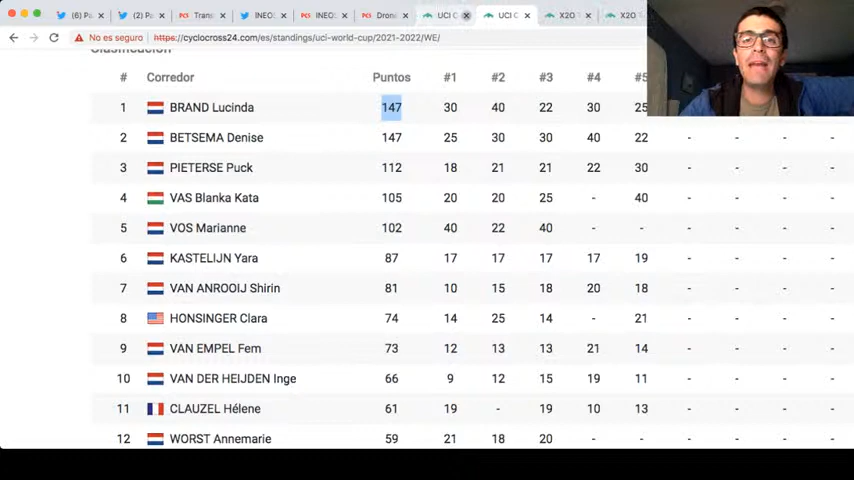 (6) Pa
(2) Pa
Trans
INEO
INEO
Dron
UCI C
UCI C
X2O T
X2O T
No es seguro | https://cyclocross24.com/es/standings/uci-world-cup/2021-2022/WE/
Clasificación
# Corredor Puntos #1 #2 #3 #4 #5
1 BRAND Lucinda 147 30 40 22 30 25
2 BETSEMA Denise 147 25 30 30 40 22 - - - -
3 PIETERSE Puck 112 18 21 21 22 30 - - - -
4 VAS Blanka Kata 105 20 20 25 - 40 - - - -
5 VOS Marianne 102 40 22 40 - - - - - -
6 KASTELIJN Yara 87 17 17 17 17 19 - - - -
7 VAN ANROOIJ Shirin 81 10 15 18 20 18 - - - -
8 HONSINGER Clara 74 14 25 14 - 21 - - - -
9 VAN EMPEL Fem 73 12 13 13 21 14 - - - -
10 VAN DER HEIJDEN Inge 66 9 12 15 19 11 - - - -
11 CLAUZEL Hélene 61 19 - 19 10 13 - - - -
12 WORST Annemarie 59 21 18 20 - - - - - -